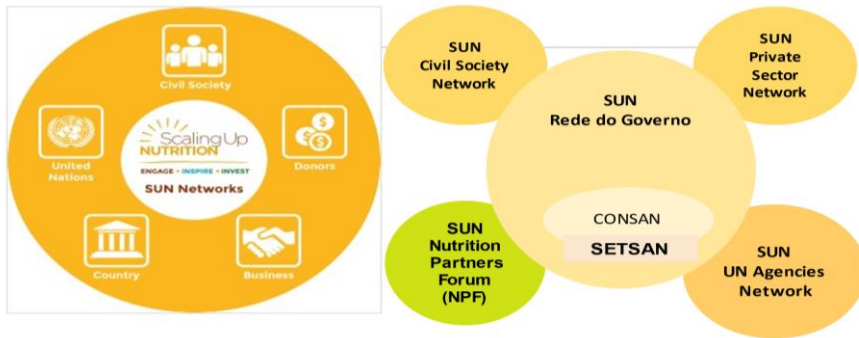 Civil Society
United
Nations
Scaling Up
NUTRITION
ENGAGE • INSPIRE • INVEST
SUN Networks
Donors
Country
Business
SUN
Civil Society
Network
SUN
Private
Sector
Network
SUN
Rede do Governo
CONSAN
SETSAN
SUN
Nutrition
Partners
Forum
(NPF)
SUN
UN Agencies
Network